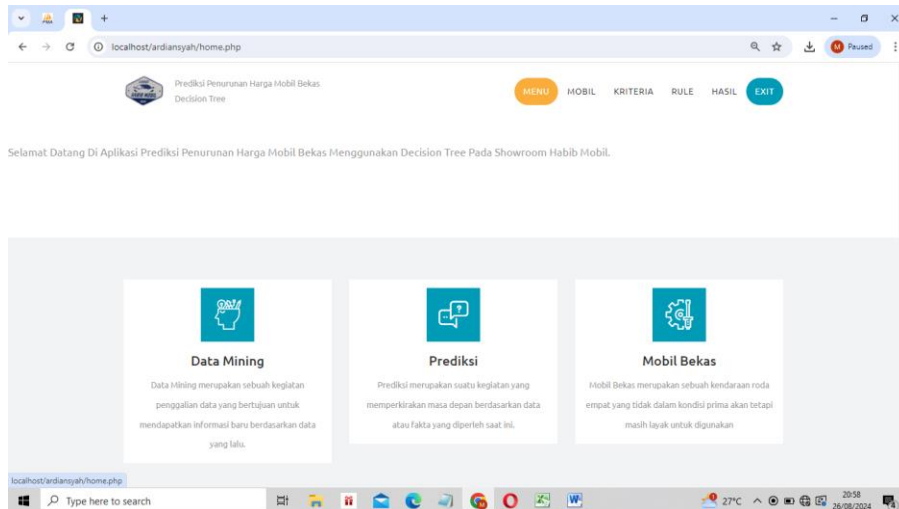 localhost/ardiansyah/home.php
Paused
Prediksi Penurunan Harga Mobil Bekas
Decision Tree
MENU
MOBIL
KRITERIA
RULE
HASIL
EXIT
Selamat Datang Di Aplikasi Prediksi Penurunan Harga Mobil Bekas Menggunakan Decision Tree Pada Showroom Habib Mobil.
Data Mining
Data Mining merupakan sebuah kegiatan
penggalian data yang bertujuan untuk
mendapatkan informasi baru berdasarkan data
yang lalu.
Prediksi
Prediksi merupakan suatu kegiatan yang
memperkirakan masa depan berdasarkan data
atau fakta yang diperleh saat ini.
Mobil Bekas
Mobil Bekas merupakan sebuah kendaraan roda
empat yang tidak dalam kondisi prima akan tetapi
masih layak untuk digunakan
localhost/ardiansyah/home.php
Type here to search
27°C
20:58
26/08/2024